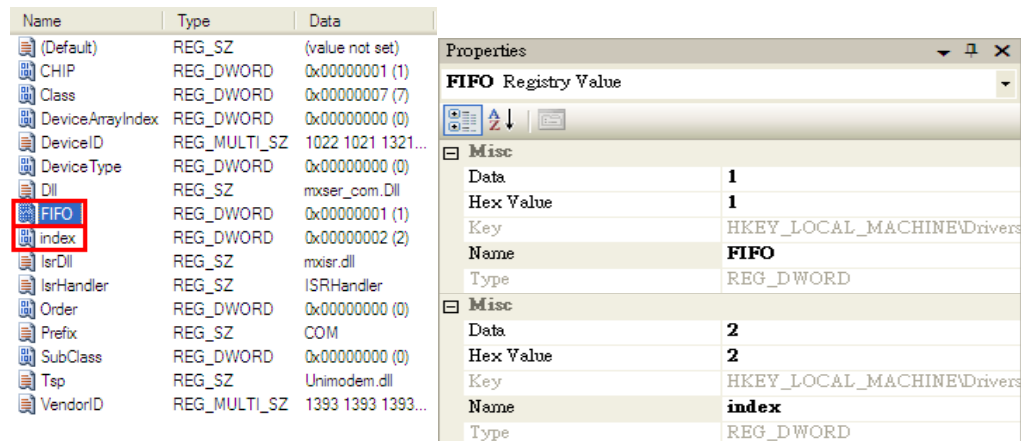 Name Type Data
(Default) REG_SZ (value not set)
CHIP REG_DWORD 0x00000001 (1)
Class REG_DWORD 0x00000007 (7)
DeviceArrayIndex REG_DWORD 0x00000000 (0)
DeviceID REG_MULTI_SZ 1022 1021 1321...
DeviceType REG_DWORD 0x00000000 (0)
Dll REG_SZ mxser_com.Dll
FIFO REG_DWORD 0x00000001 (1)
index REG_DWORD 0x00000002 (2)
IsrDll REG_SZ mxisr.dll
IsrHandler REG_SZ ISRHandler
Order REG_DWORD 0x00000000 (0)
Prefix REG_SZ COM
SubClass REG_DWORD 0x00000000 (0)
Tsp REG_SZ Unimodem.dll
VendorID REG_MULTI_SZ 1393 1393 1393...
Properties
FIFO Registry Value
Misc
Data 1
Hex Value 1
Key HKEY_LOCAL_MACHINE\Drivers
Name FIFO
Type REG_DWORD
Misc
Data 2
Hex Value 2
Key HKEY_LOCAL_MACHINE\Drivers
Name index
Type REG_DWORD